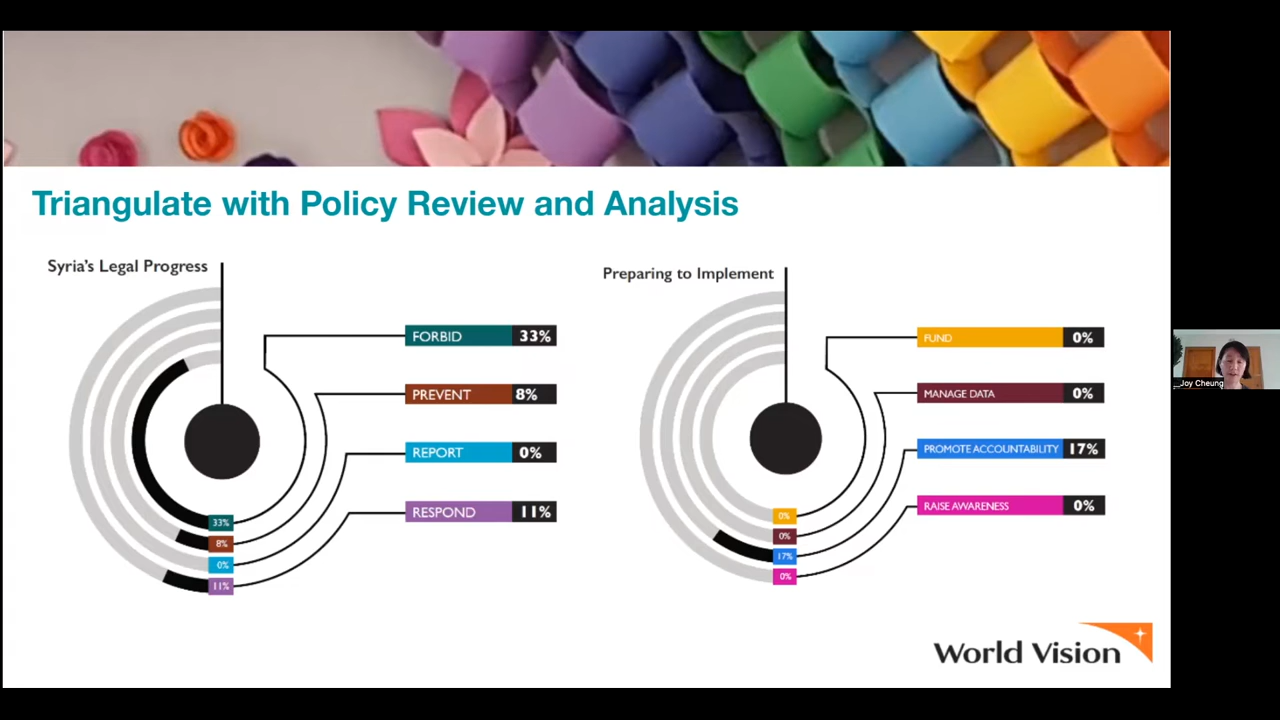 Triangulate with Policy Review and Analysis
Syria's Legal Progress
FORBID 33%
PREVENT 8%
REPORT 0%
RESPOND 11%
33%
8%
0%
11%
Preparing to Implement
FUND 0%
MANAGE DATA 0%
PROMOTE ACCOUNTABILITY 17%
RAISE AWARENESS 0%
0%
0%
17%
0%
World Vision
Joy Cheung